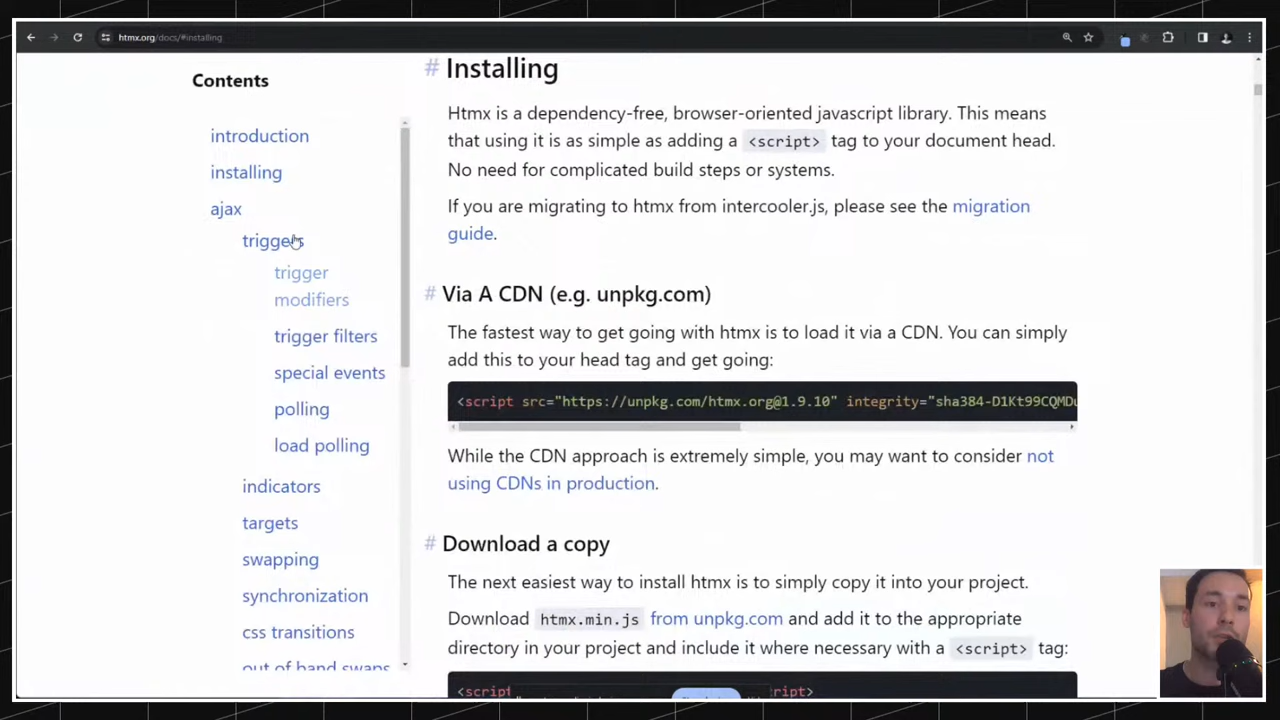 htmx.org/docs/#installing
Contents
introduction
installing
ajax
triggers
trigger
modifiers
trigger filters
special events
polling
load polling
indicators
targets
swapping
synchronization
css transitions
out of band swaps
# Installing
Htmx is a dependency-free, browser-oriented javascript library. This means
that using it is as simple as adding a <script> tag to your document head.
No need for complicated build steps or systems.
If you are migrating to htmx from intercooler.js, please see the migration
guide.
# Via A CDN (e.g. unpkg.com)
The fastest way to get going with htmx is to load it via a CDN. You can simply
add this to your head tag and get going:
<script src="https://unpkg.com/htmx.org@1.9.10" integrity="sha384-D1Kt99CQMDu
While the CDN approach is extremely simple, you may want to consider not
using CDNs in production.
# Download a copy
The next easiest way to install htmx is to simply copy it into your project.
Download htmx.min.js from unpkg.com and add it to the appropriate
directory in your project and include it where necessary with a <script> tag:
<script ript>